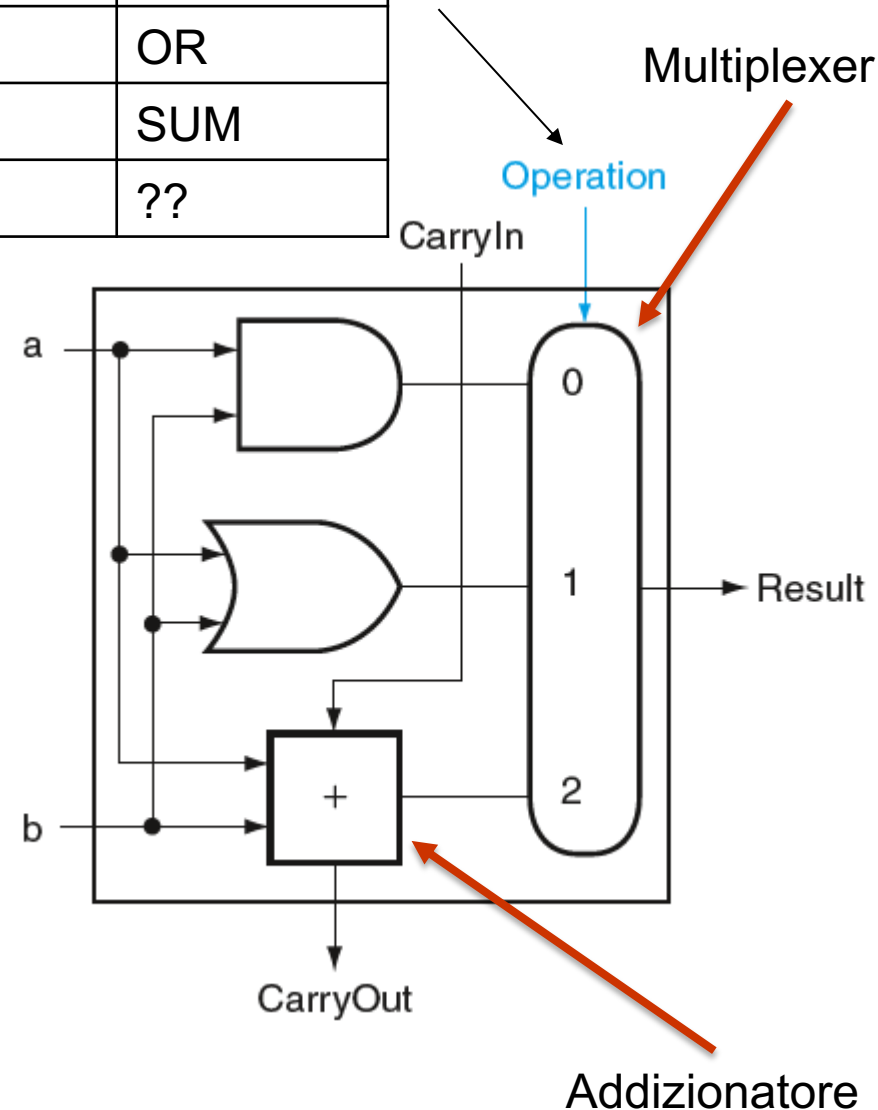 OR
Multiplexer
SUM
Operation
??
CarryIn
a
0
1
Result
+
2
b
CarryOut
Addizionatore